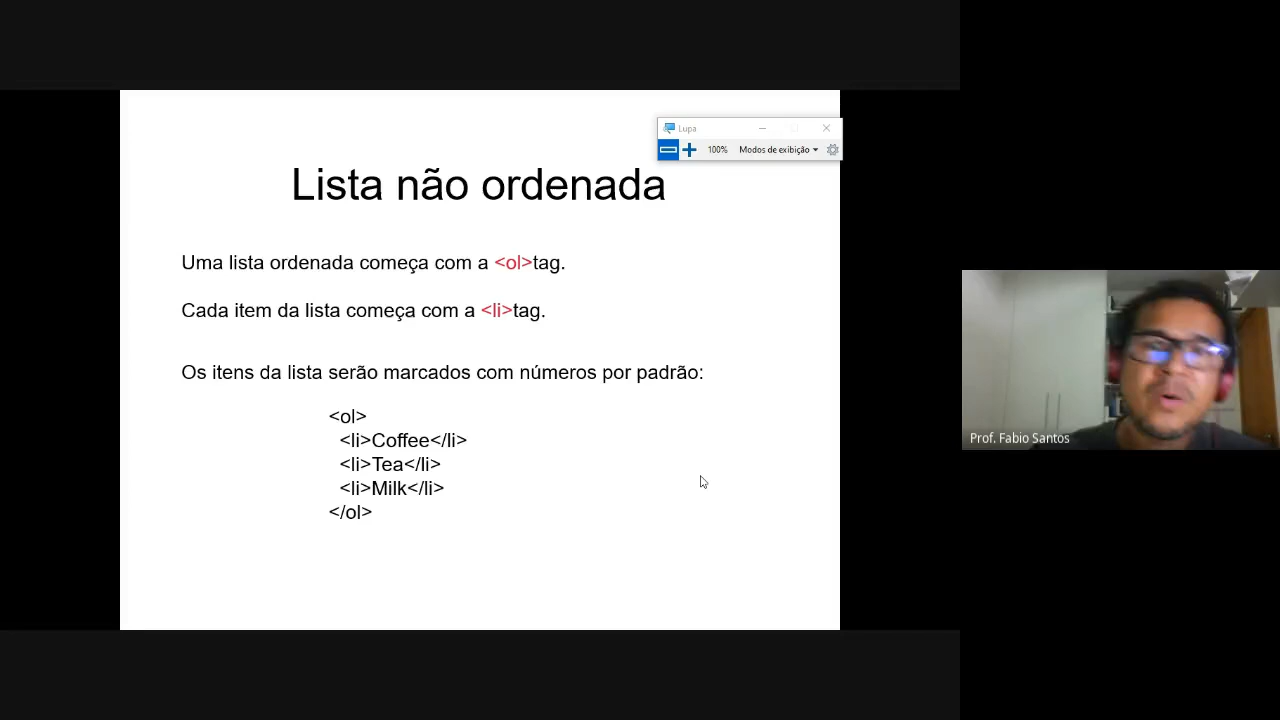 Lupa
100% Modos de exibição
Lista não ordenada
Uma lista ordenada começa com a <ol>tag.
Cada item da lista começa com a <li>tag.
Os itens da lista serão marcados com números por padrão:
<ol>
<li>Coffee</li>
<li>Tea</li>
<li>Milk</li>
</ol>
Prof. Fabio Santos